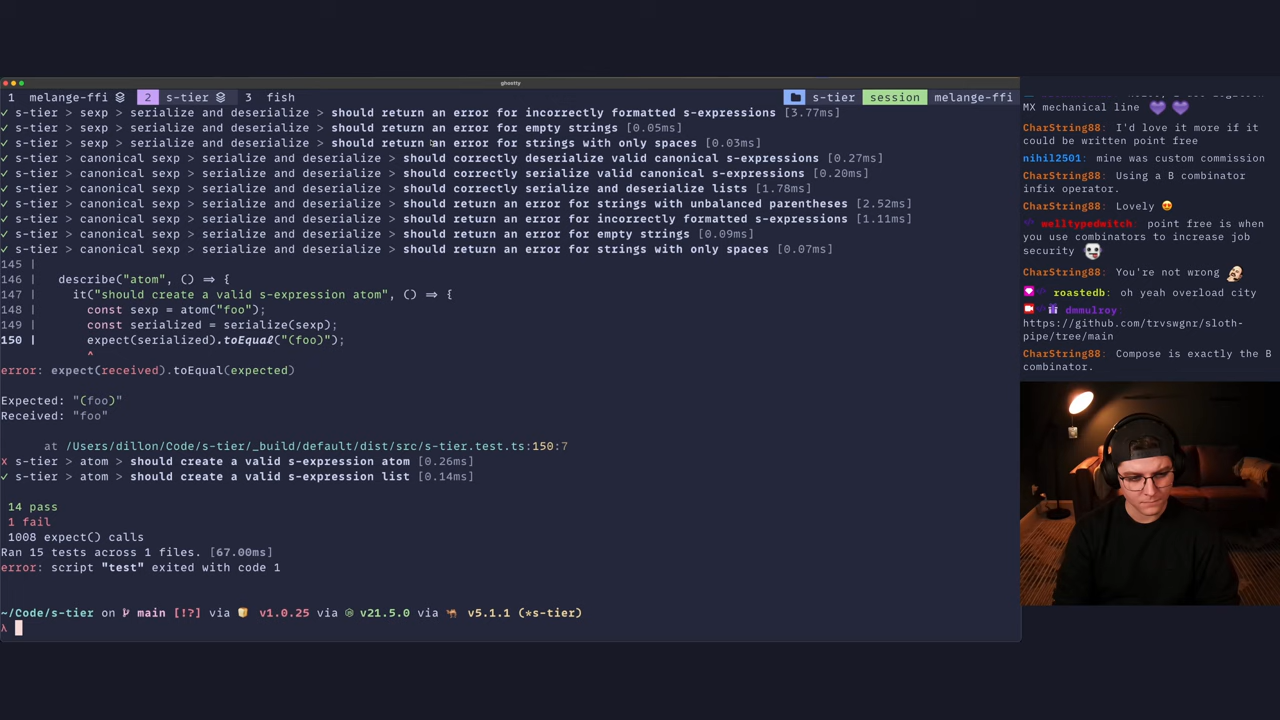 ghostty
1 melange-ffi 2 s-tier 3 fish s-tier session melange-ffi
✓ s-tier > sexp > serialize and deserialize > should return an error for incorrectly formatted s-expressions [3.77ms]
✓ s-tier > sexp > serialize and deserialize > should return an error for empty strings [0.05ms]
✓ s-tier > sexp > serialize and deserialize > should return an error for strings with only spaces [0.03ms]
✓ s-tier > canonical sexp > serialize and deserialize > should correctly deserialize valid canonical s-expressions [0.27ms]
✓ s-tier > canonical sexp > serialize and deserialize > should correctly serialize valid canonical s-expressions [0.20ms]
✓ s-tier > canonical sexp > serialize and deserialize > should correctly serialize and deserialize lists [1.78ms]
✓ s-tier > canonical sexp > serialize and deserialize > should return an error for strings with unbalanced parentheses [2.52ms]
✓ s-tier > canonical sexp > serialize and deserialize > should return an error for incorrectly formatted s-expressions [1.11ms]
✓ s-tier > canonical sexp > serialize and deserialize > should return an error for empty strings [0.09ms]
✓ s-tier > canonical sexp > serialize and deserialize > should return an error for strings with only spaces [0.07ms]
145 |
146 | describe("atom", () => {
147 | it("should create a valid s-expression atom", () => {
148 | const sexp = atom("foo");
149 | const serialized = serialize(sexp);
150 | expect(serialized).toEqual("(foo)");
^
error: expect(received).toEqual(expected)
Expected: "(foo)"
Received: "foo"
at /Users/dillon/Code/s-tier/_build/default/dist/src/s-tier.test.ts:150:7
✗ s-tier > atom > should create a valid s-expression atom [0.26ms]
✓ s-tier > atom > should create a valid s-expression list [0.14ms]
14 pass
1 fail
1008 expect() calls
Ran 15 tests across 1 files. [67.00ms]
error: script "test" exited with code 1
~/Code/s-tier on main [!?] via v1.0.25 via v21.5.0 via v5.1.1 (*s-tier)
λ
MX mechanical line
CharString88: I'd love it more if it
could be written point free
nihil2501: mine was custom commission
CharString88: Using a B combinator
infix operator.
CharString88: Lovely
welltypedwitch: point free is when
you use combinators to increase job
security
CharString88: You're not wrong
roastedb: oh yeah overload city
dmmulroy:
https://github.com/trvswgnr/sloth-
pipe/tree/main
CharString88: Compose is exactly the B
combinator.